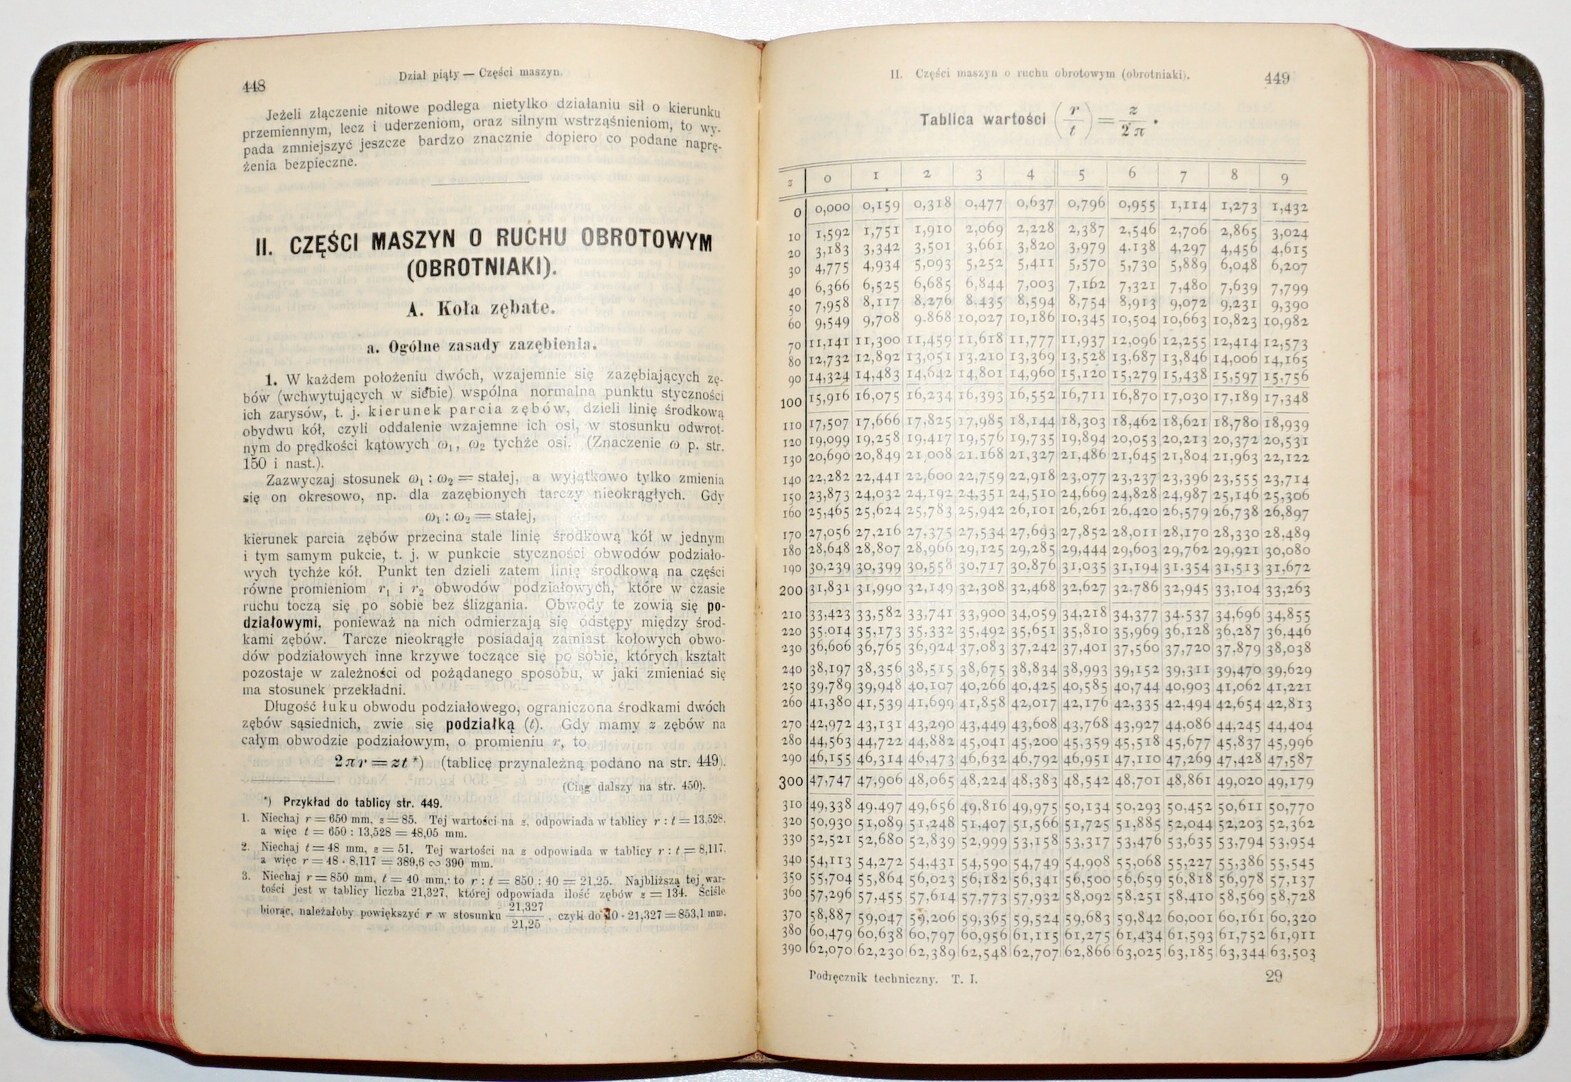 448
Dział piąty — Części maszyn.
Jeżeli złączenie nitowe podlega nietylko działaniu sił o kierunku
przemiennym, lecz i uderzeniom, oraz silnym wstrząśnieniom, to wy-
pada zmniejszyć jeszcze bardzo znacznie dopiero co podane naprę-
żenia bezpieczne.
II. CZĘŚCI MASZYN O RUCHU OBROTOWYM
(OBROTNIAKI).
A. Koła zębate.
a. Ogólne zasady zazębienia.
1. W każdem położeniu dwóch, wzajemnie się zazębiających zę-
bów (wchwytujących w siebie) wspólna normalna punktu styczności
ich zarysów, t. j. kierunek parcia zębów, dzieli linię środkową
obydwu kół, czyli oddalenie wzajemne ich osi, w stosunku odwrot-
nym do prędkości kątowych ω₁, ω₂ tychże osi. (Znaczenie ω p. str.
150 i nast.).
Zazwyczaj stosunek ω₁ : ω₂ = stałej, a wyjątkowo tylko zmienia
się on okresowo, np. dla zazębionych tarczy nieokrągłych. Gdy
ω₁ : ω₂ = stałej,
kierunek parcia zębów przecina stale linię środkową kół w jednym
i tym samym pukcie, t. j. w punkcie styczności obwodów podziało-
wych tychże kół. Punkt ten dzieli zatem linię środkową na części
równe promieniom r₁ i r₂ obwodów podziałowych, które w czasie
ruchu toczą się po sobie bez ślizgania. Obwody te zowią się po-
działowymi, ponieważ na nich odmierzają się odstępy między środ-
kami zębów. Tarcze nieokrągłe posiadają zamiast kołowych obwo-
dów podziałowych inne krzywe toczące się po sobie, których kształt
pozostaje w zależności od pożądanego sposobu, w jaki zmieniać się
ma stosunek przekładni.
Długość łuku obwodu podziałowego, ograniczona środkami dwóch
zębów sąsiednich, zwie się podziałką (t). Gdy mamy z zębów na
całym obwodzie podziałowym, o promieniu r, to
2πr = zt *) (tablicę przynależną podano na str. 449).
(Ciąg dalszy na str. 450).
*) Przykład do tablicy str. 449.
1. Niechaj r = 650 mm, z = 85. Tej wartości na z, odpowiada w tablicy r : t = 13,528,
a więc t = 650 : 13,528 = 48,05 mm.
2. Niechaj t = 48 mm, z = 51. Tej wartości na z odpowiada w tablicy r : t = 8,117,
a więc r = 48 · 8,117 = 389,6 ∾ 390 mm.
3. Niechaj r = 850 mm, t = 40 mm, to r : t = 850 : 40 = 21,25. Najbliższą tej war-
tości jest w tablicy liczba 21,327, której odpowiada ilość zębów z = 134. Ściśle
biorąc, należałoby powiększyć r w stosunku 21,327/21,25, czyli do 40 · 21,327 = 853,1 mm.
II. Części maszyn o ruchu obrotowym (obrotniaki).
449
Tablica wartości (r/t) = z/2π.
z 0 1 2 3 4 5 6 7 8 9
0 0,000 0,159 0,318 0,477 0,637 0,796 0,955 1,114 1,273 1,432
10 1,592 1,751 1,910 2,069 2,228 2,387 2,546 2,706 2,865 3,024
20 3,183 3,342 3,501 3,661 3,820 3,979 4.138 4,297 4,456 4,615
30 4,775 4,934 5,093 5,252 5,411 5,570 5,730 5,889 6,048 6,207
40 6,366 6,525 6,685 6,844 7,003 7,162 7,321 7,480 7,639 7,799
50 7,958 8,117 8,276 8,435 8,594 8,754 8,913 9,072 9,231 9,390
60 9,549 9,708 9.868 10,027 10,186 10,345 10,504 10,663 10,823 10,982
70 11,141 11,300 11,459 11,618 11,777 11,937 12,096 12,255 12,414 12,573
80 12,732 12,892 13,051 13,210 13,369 13,528 13,687 13,846 14,006 14,165
90 14,324 14,483 14,642 14,801 14,960 15,120 15,279 15,438 15,597 15,756
100 15,916 16,075 16,234 16,393 16,552 16,711 16,870 17,030 17,189 17,348
110 17,507 17,666 17,825 17,985 18,144 18,303 18,462 18,621 18,780 18,939
120 19,099 19,258 19,417 19,576 19,735 19,894 20,053 20,213 20,372 20,531
130 20,690 20,849 21,008 21.168 21,327 21,486 21,645 21,804 21,963 22,122
140 22,282 22,441 22,600 22,759 22,918 23,077 23,237 23,396 23,555 23,714
150 23,873 24,032 24,192 24,351 24,510 24,669 24,828 24,987 25,146 25,306
160 25,465 25,624 25,783 25,942 26,101 26,261 26,420 26,579 26,738 26,897
170 27,056 27,216 27,375 27,534 27,693 27,852 28,011 28,170 28,330 28,489
180 28,648 28,807 28,966 29,125 29,285 29,444 29,603 29,762 29,921 30,080
190 30,239 30,399 30,558 30,717 30,876 31,035 31,194 31,354 31,513 31,672
200 31,831 31,990 32,149 32,308 32,468 32,627 32,786 32,945 33,104 33,263
210 33,423 33,582 33,741 33,900 34,059 34,218 34,377 34,537 34,696 34,855
220 35,014 35,173 35,332 35,492 35,651 35,810 35,969 36,128 36,287 36,446
230 36,606 36,765 36,924 37,083 37,242 37,401 37,560 37,720 37,879 38,038
240 38,197 38,356 38,515 38,675 38,834 38,993 39,152 39,311 39,470 39,629
250 39,789 39,948 40,107 40,266 40,425 40,585 40,744 40,903 41,062 41,221
260 41,380 41,539 41,699 41,858 42,017 42,176 42,335 42,494 42,654 42,813
270 42,972 43,131 43,290 43,449 43,608 43,768 43,927 44,086 44,245 44,404
280 44,563 44,722 44,882 45,041 45,200 45,359 45,518 45,677 45,837 45,996
290 46,155 46,314 46,473 46,632 46,792 46,951 47,110 47,269 47,428 47,587
300 47,747 47,906 48,065 48,224 48,383 48,542 48,701 48,861 49,020 49,179
310 49,338 49,497 49,656 49,816 49,975 50,134 50,293 50,452 50,611 50,770
320 50,930 51,089 51,248 51,407 51,566 51,725 51,885 52,044 52,203 52,362
330 52,521 52,680 52,839 52,999 53,158 53,317 53,476 53,635 53,794 53,954
340 54,113 54,272 54,431 54,590 54,749 54,908 55,068 55,227 55,386 55,545
350 55,704 55,864 56,023 56,182 56,341 56,500 56,659 56,818 56,978 57,137
360 57,296 57,455 57,614 57,773 57,932 58,092 58,251 58,410 58,569 58,728
370 58,887 59,047 59,206 59,365 59,524 59,683 59,842 60,001 60,161 60,320
380 60,479 60,638 60,797 60,956 61,115 61,275 61,434 61,593 61,752 61,911
390 62,070 62,230 62,389 62,548 62,707 62,866 63,025 63,185 63,344 63,503
Podręcznik techniczny. T. I.
29